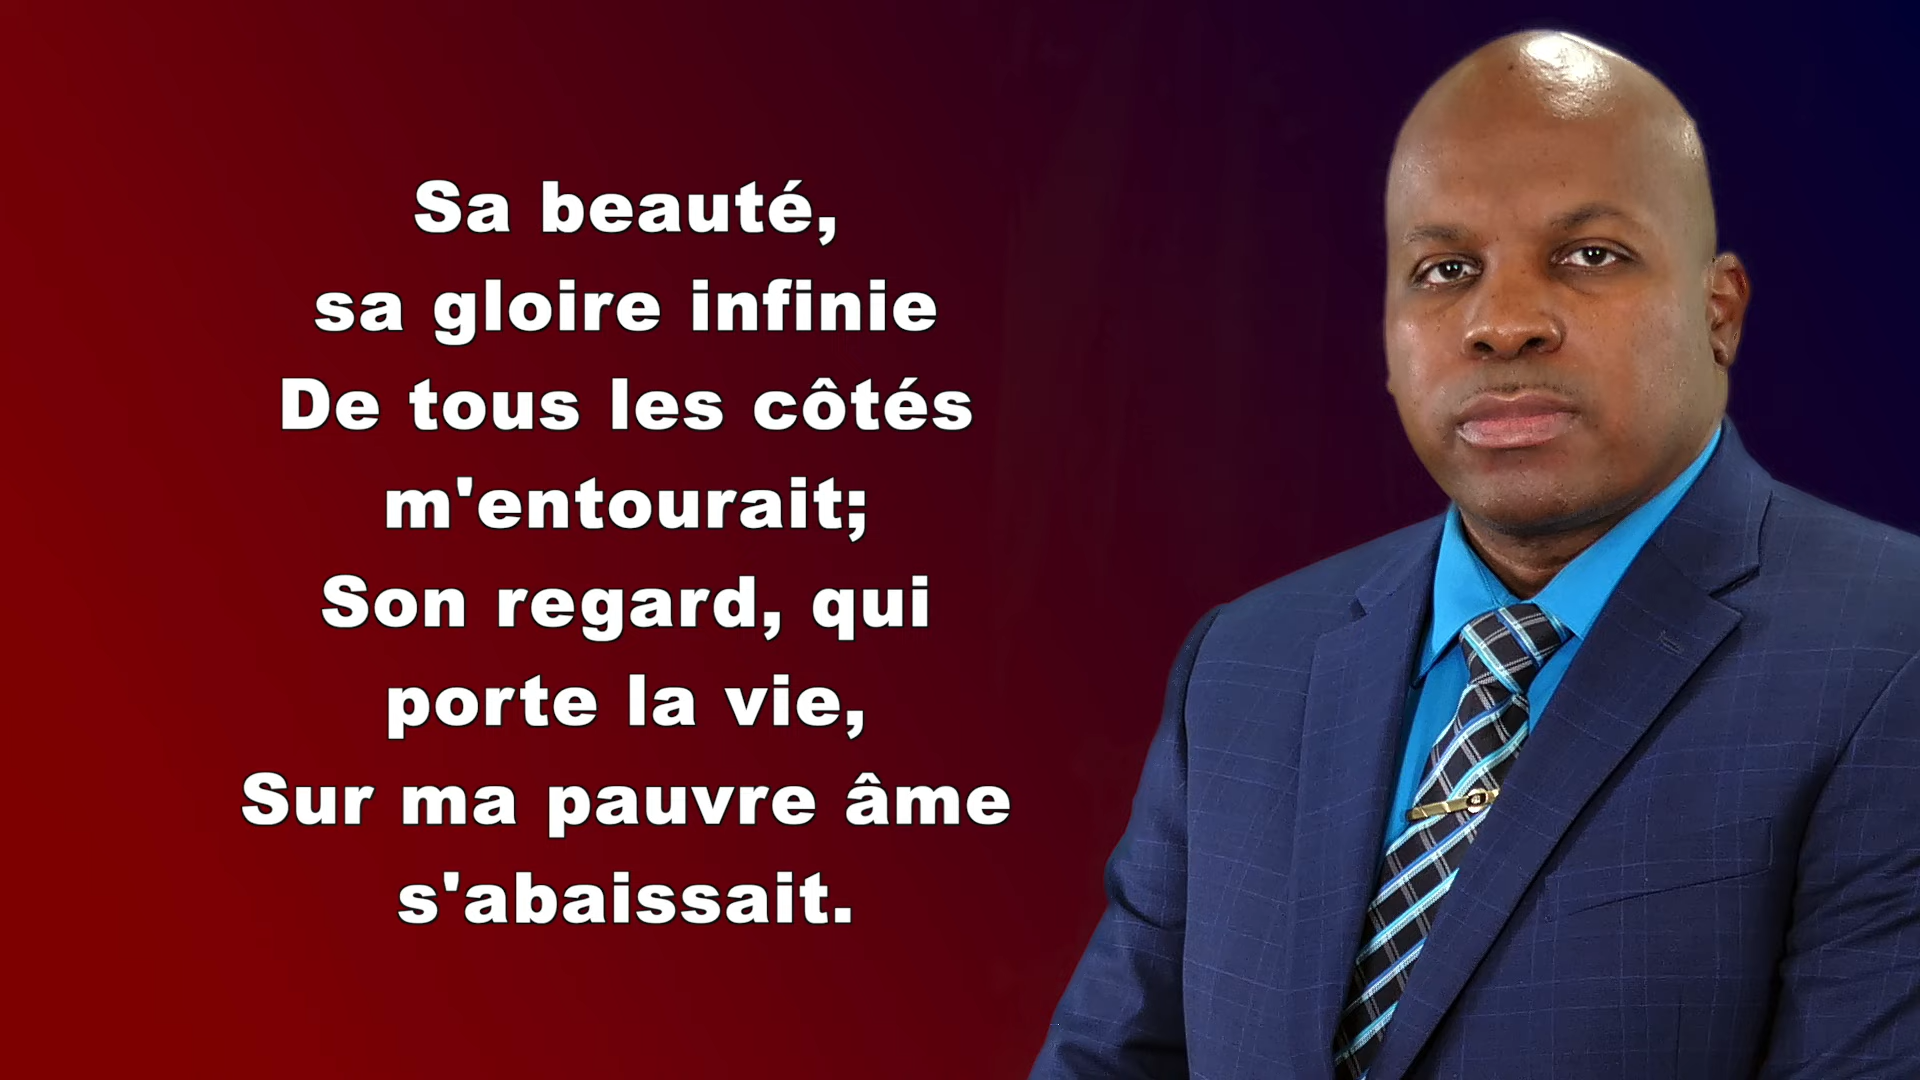 Sa beauté,
sa gloire infinie
De tous les côtés
m'entourait;
Son regard, qui
porte la vie,
Sur ma pauvre âme
s'abaissait.